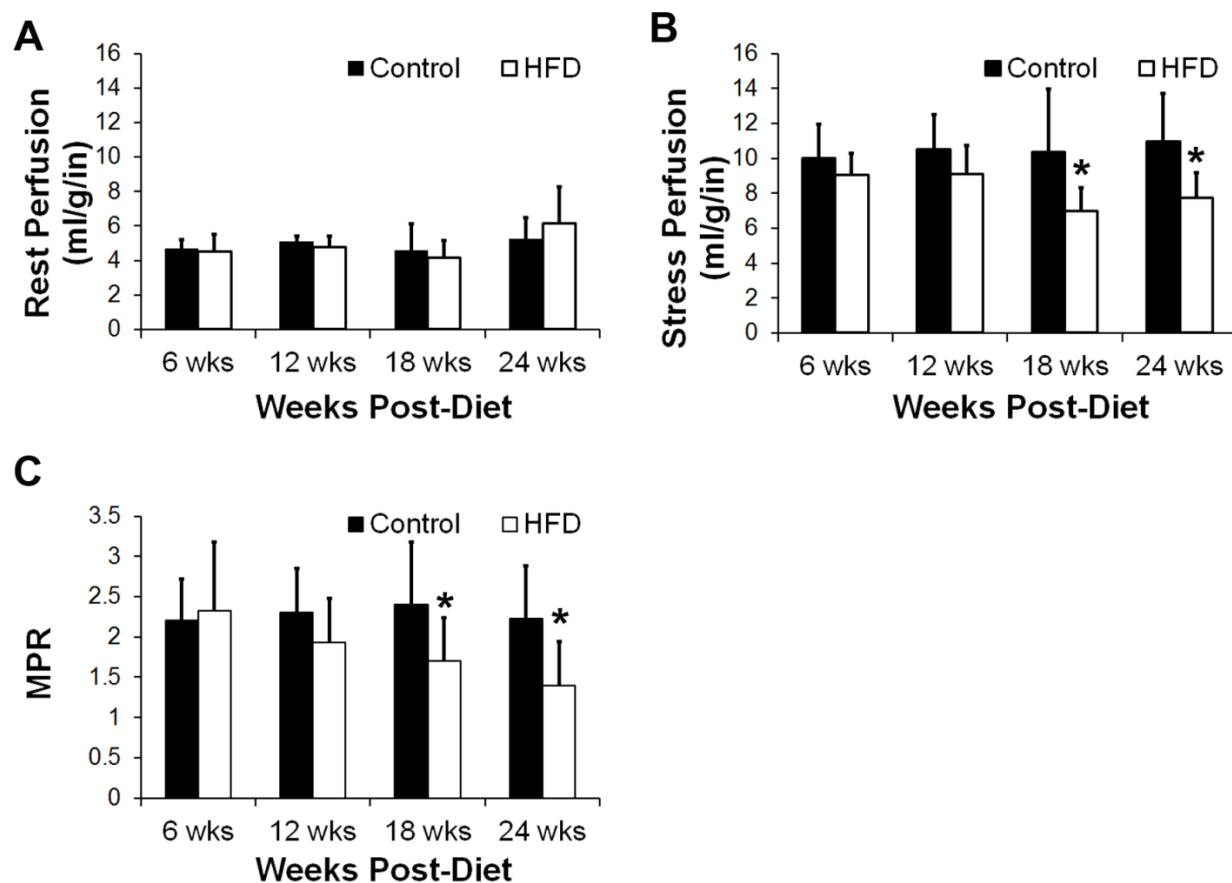 A
Rest Perfusion
(ml/g/in)
16
14
12
10
8
6
4
2
0
Control
HFD
6 wks
12 wks
18 wks
24 wks
Weeks Post-Diet
B
Stress Perfusion
(ml/g/in)
16
14
12
10
8
6
4
2
0
Control
HFD
*
*
6 wks
12 wks
18 wks
24 wks
Weeks Post-Diet
C
MPR
3.5
3
2.5
2
1.5
1
0.5
0
Control
HFD
*
*
6 wks
12 wks
18 wks
24 wks
Weeks Post-Diet